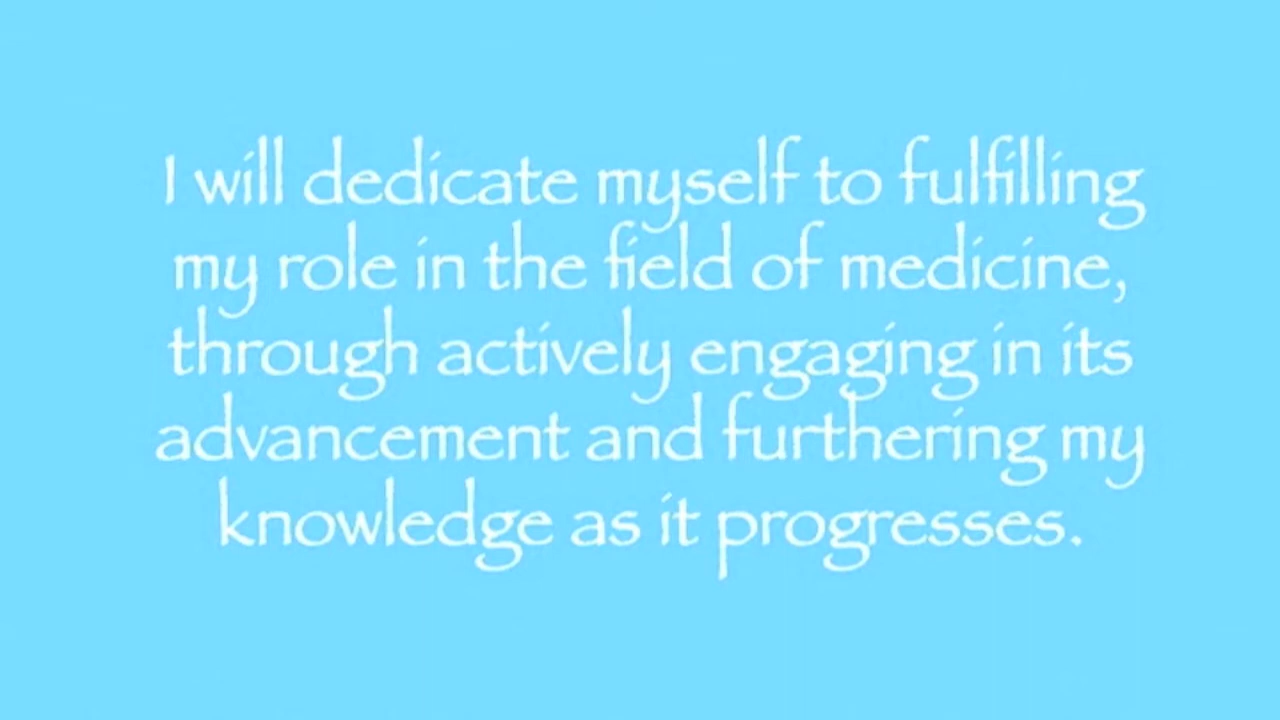 I will dedicate myself to fulfilling
my role in the field of medicine,
through actively engaging in its
advancement and furthering my
knowledge as it progresses.